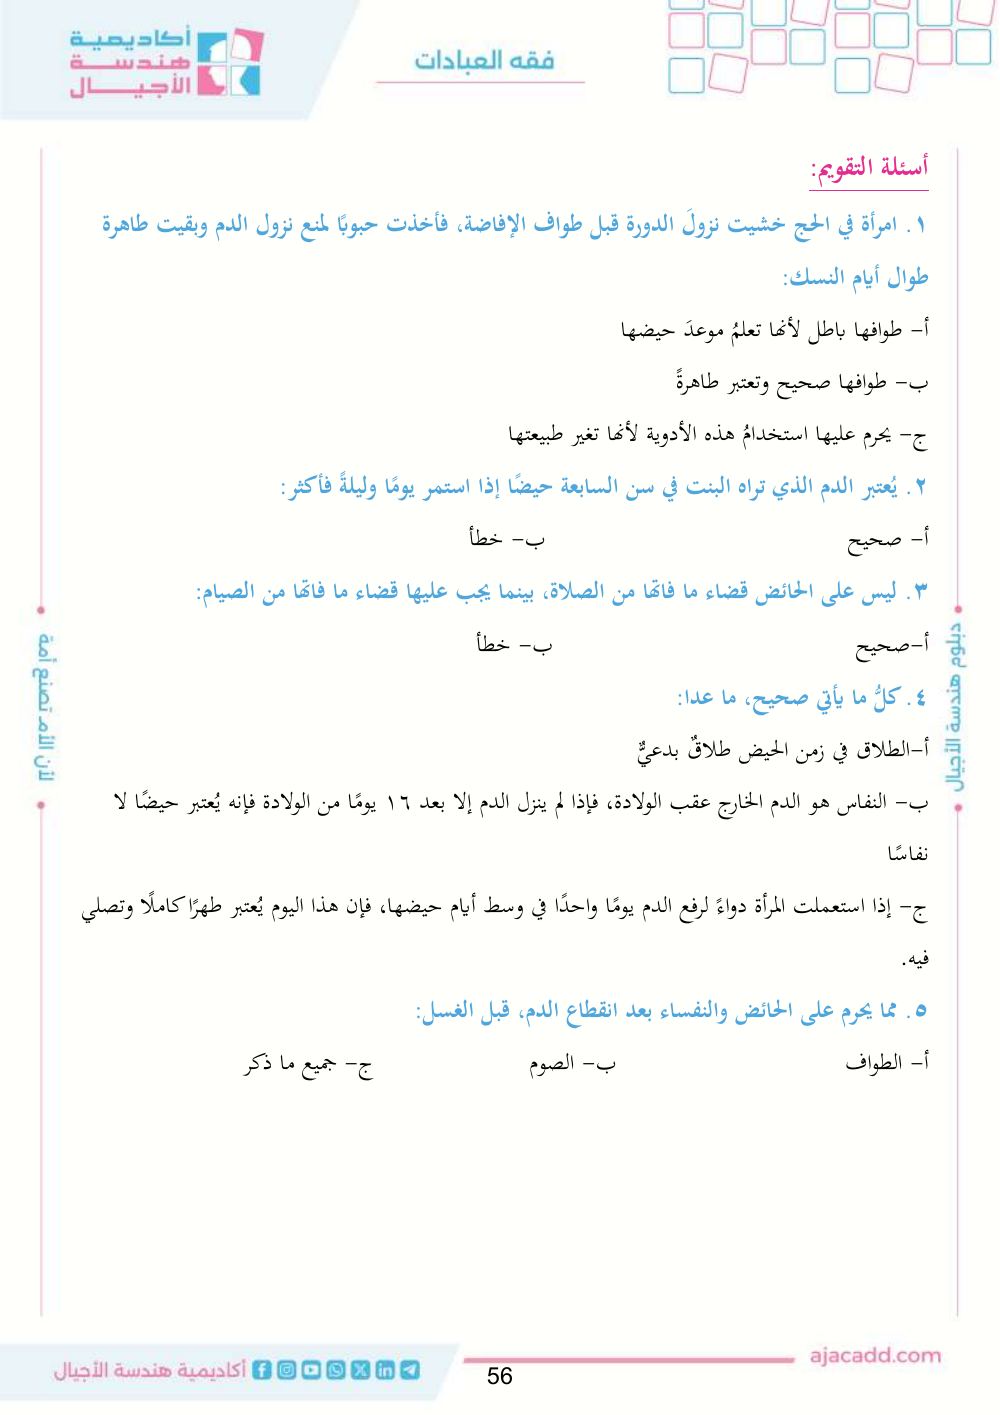 أكاديمية
هندسة
الأجيال
فقه العبادات
أسئلة التقويم:
١. امرأة في الحج خشيت نزولَ الدورة قبل طواف الإفاضة، فأخذت حبوبًا لمنع نزول الدم وبقيت طاهرة
طوال أيام النسك:
أ– طوافها باطل لأنها تعلمُ موعدَ حيضها
ب– طوافها صحيح وتعتبر طاهرةً
ج– يحرم عليها استخدامُ هذه الأدوية لأنها تغير طبيعتها
٢. يُعتبر الدم الذي تراه البنت في سن السابعة حيضًا إذا استمر يومًا وليلةً فأكثر:
أ– صحيح ب– خطأ
٣. ليس على الحائض قضاء ما فاتها من الصلاة، بينما يجب عليها قضاء ما فاتها من الصيام:
أ–صحيح ب– خطأ
٤. كلُّ ما يأتي صحيح، ما عدا:
أ–الطلاق في زمن الحيض طلاقٌ بدعيٌّ
ب– النفاس هو الدم الخارج عقب الولادة، فإذا لم ينزل الدم إلا بعد ١٦ يومًا من الولادة فإنه يُعتبر حيضًا لا
نفاسًا
ج– إذا استعملت المرأة دواءً لرفع الدم يومًا واحدًا في وسط أيام حيضها، فإن هذا اليوم يُعتبر طهرًا كاملًا وتصلي
فيه.
٥. مما يحرم على الحائض والنفساء بعد انقطاع الدم، قبل الغسل:
أ– الطواف ب– الصوم ج– جميع ما ذكر
دبلوم هندسة الأجيال
لأن الأم تصنع أمة
ajacadd.com
56
أكاديمية هندسة الأجيال